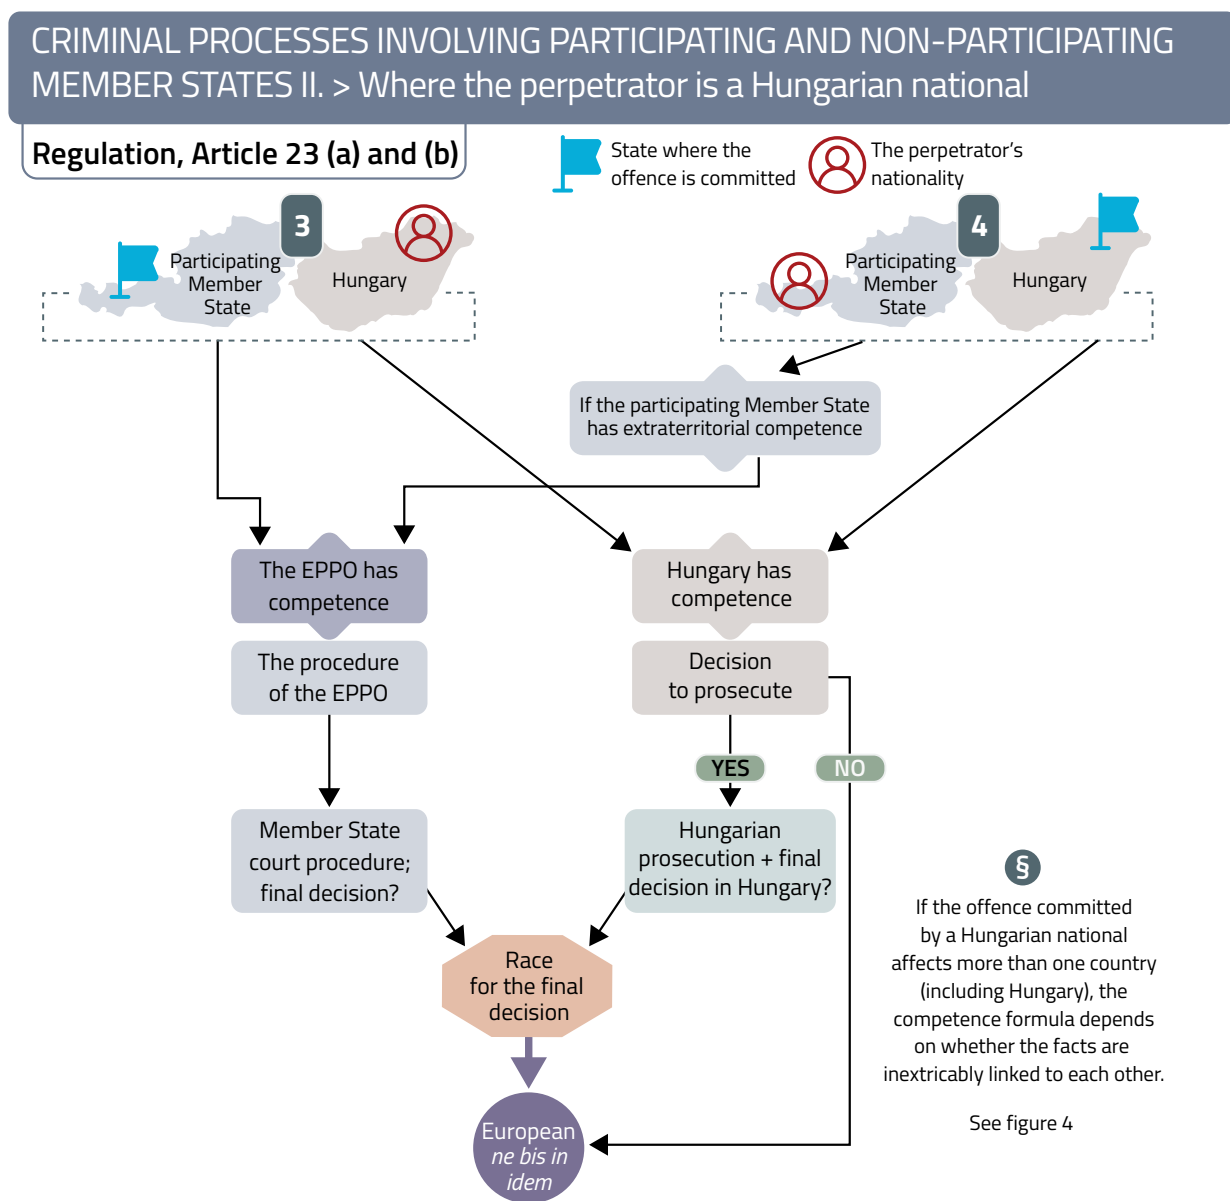 CRIMINAL PROCESSES INVOLVING PARTICIPATING AND NON-PARTICIPATING
MEMBER STATES II. > Where the perpetrator is a Hungarian national
Regulation, Article 23 (a) and (b)
State where the
offence is committed
The perpetrator's
nationality
3
Participating
Member
State
Hungary
4
Participating
Member
State
Hungary
If the participating Member State
has extraterritorial competence
The EPPO has
competence
Hungary has
competence
The procedure
of the EPPO
Decision
to prosecute
YES
NO
Member State
court procedure;
final decision?
Hungarian
prosecution + final
decision in Hungary?
Race
for the final
decision
European
ne bis in
idem
§
If the offence committed
by a Hungarian national
affects more than one country
(including Hungary), the
competence formula depends
on whether the facts are
inextricably linked to each other.
See figure 4